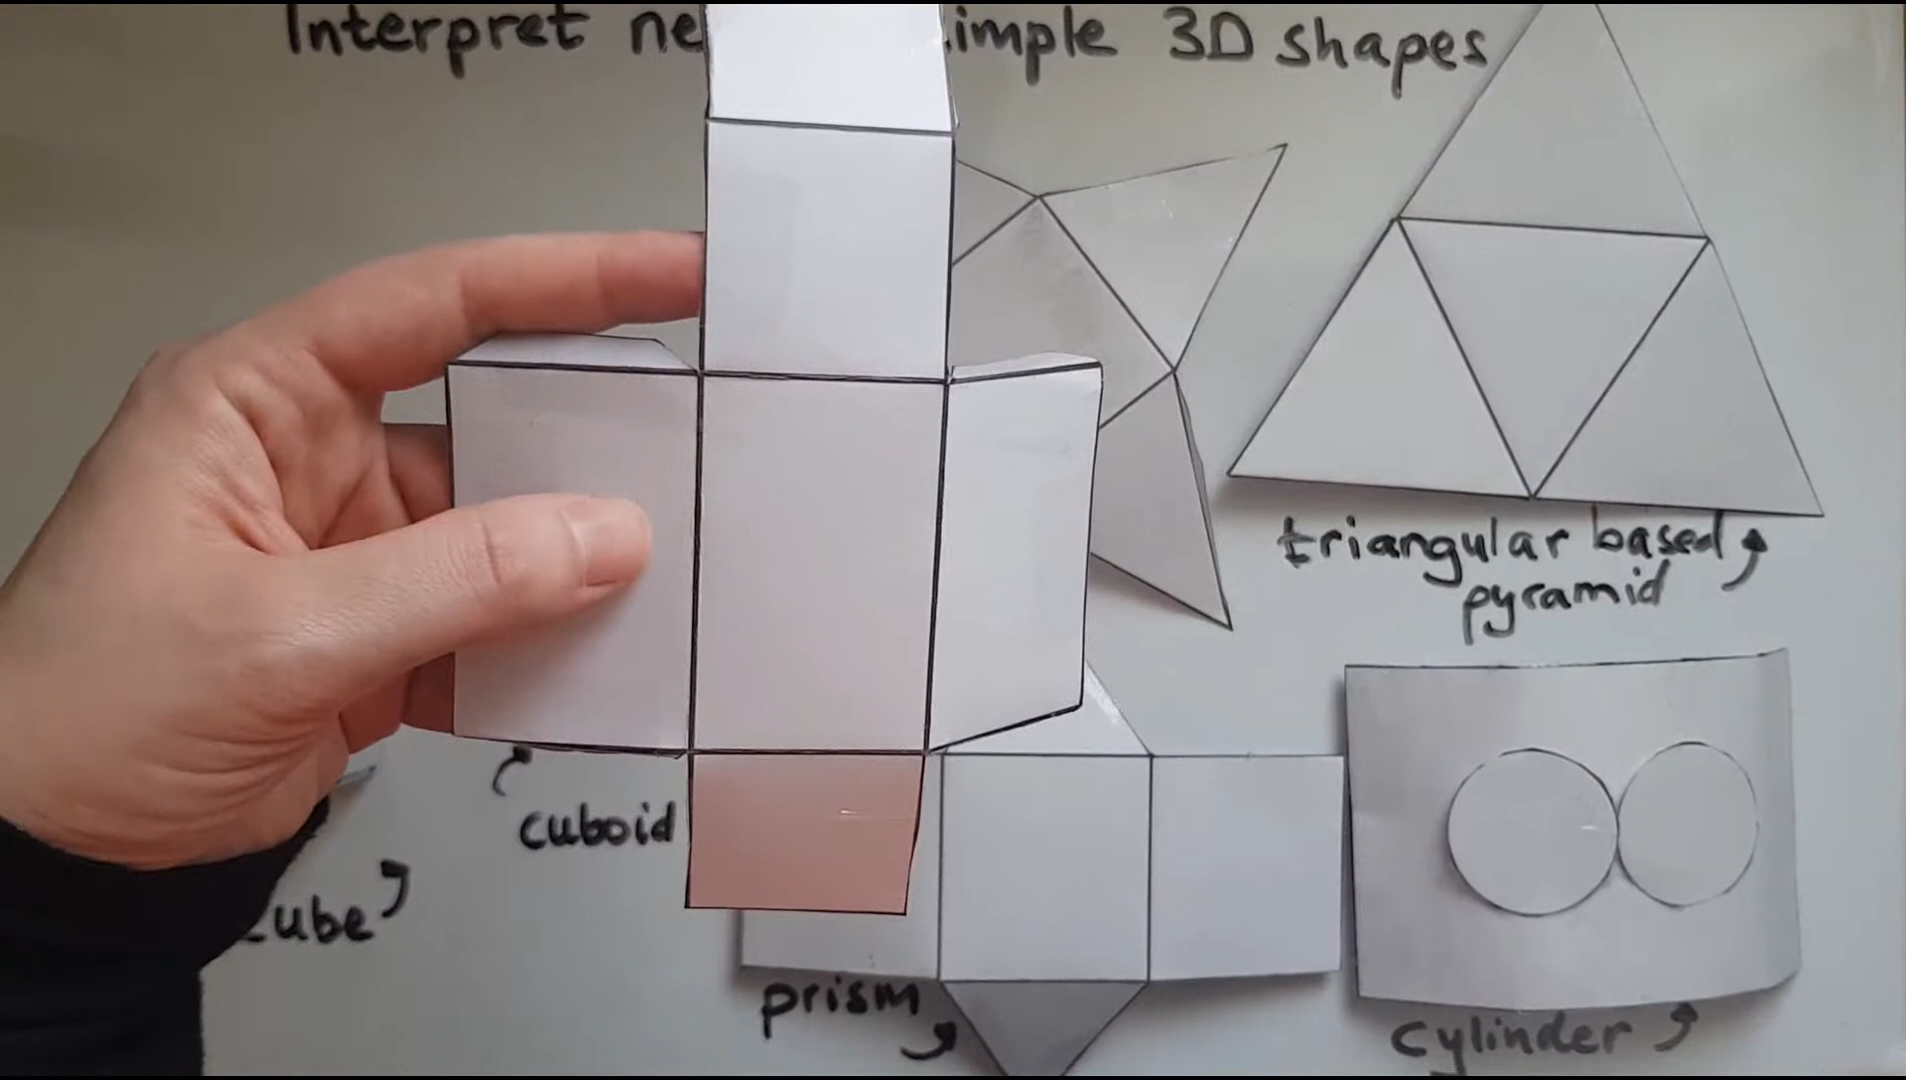 Interpret ne imple 3D shapes
triangular based
pyramid
cuboid
ube
prism
cylinder